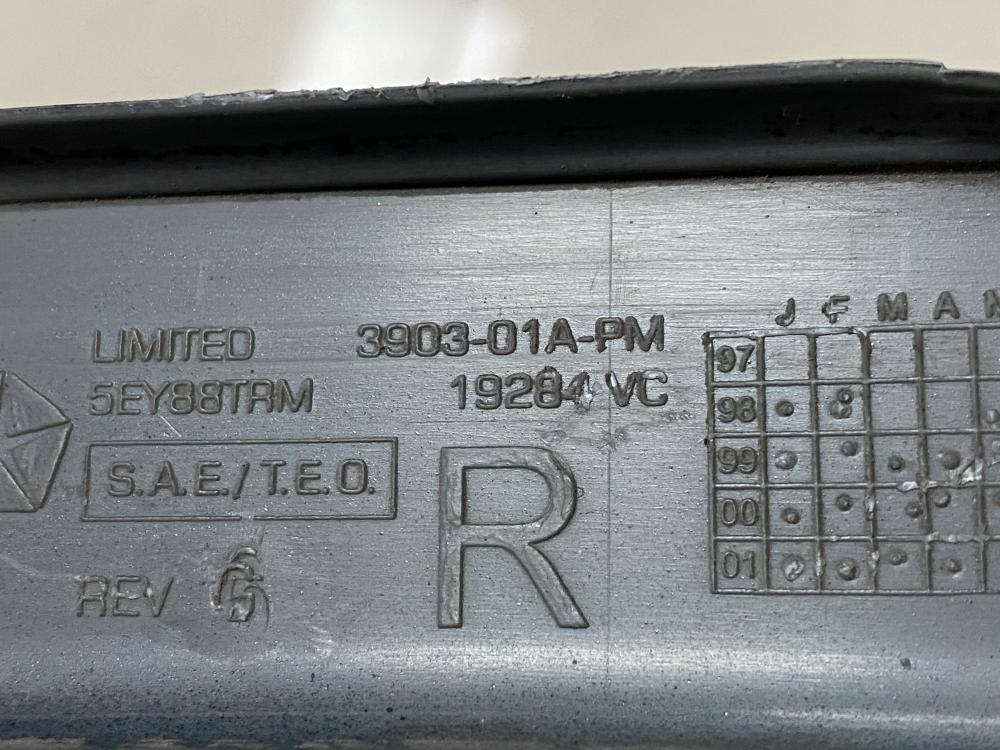 LIMITED 3903-01A-PM
5EY88TRM 19284 VC
S.A.E./T.E.O.
REV
R
J F M A
97
98
99
00
01